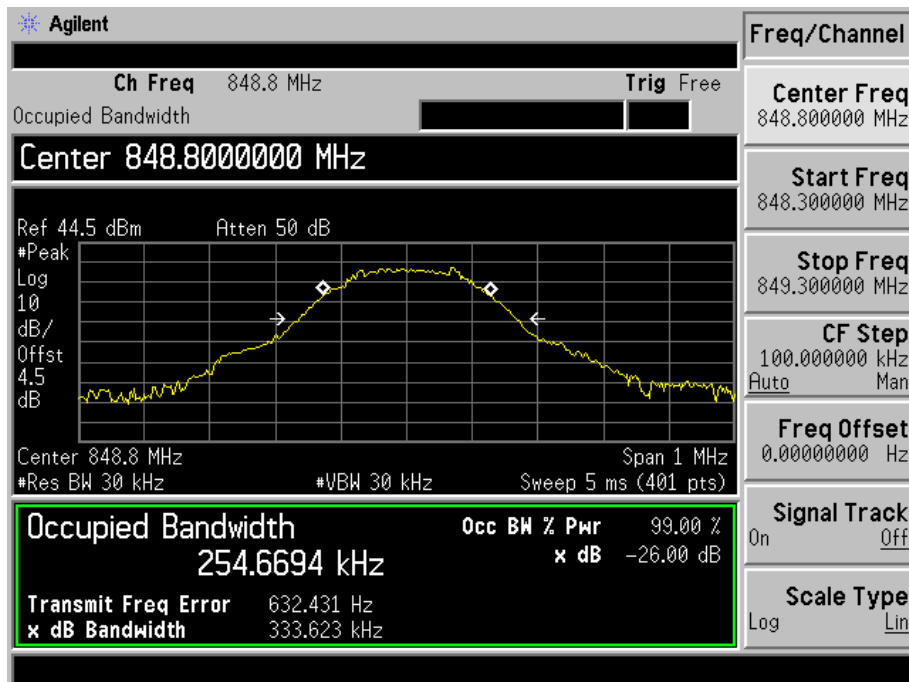 Agilent
Freq/Channel
Ch Freq 848.8 MHz Trig Free
Occupied Bandwidth
Center 848.8000000 MHz
Ref 44.5 dBm Atten 50 dB
#Peak
Log
10
dB/
Offst
4.5
dB
Center 848.8 MHz Span 1 MHz
#Res BW 30 kHz #VBW 30 kHz Sweep 5 ms (401 pts)
Occupied Bandwidth
254.6694 kHz
Occ BW % Pwr 99.00 %
x dB -26.00 dB
Transmit Freq Error 632.431 Hz
x dB Bandwidth 333.623 kHz
Center Freq
848.800000 MHz
Start Freq
848.300000 MHz
Stop Freq
849.300000 MHz
CF Step
100.000000 kHz
Auto Man
Freq Offset
0.00000000 Hz
Signal Track
On Off
Scale Type
Log Lin